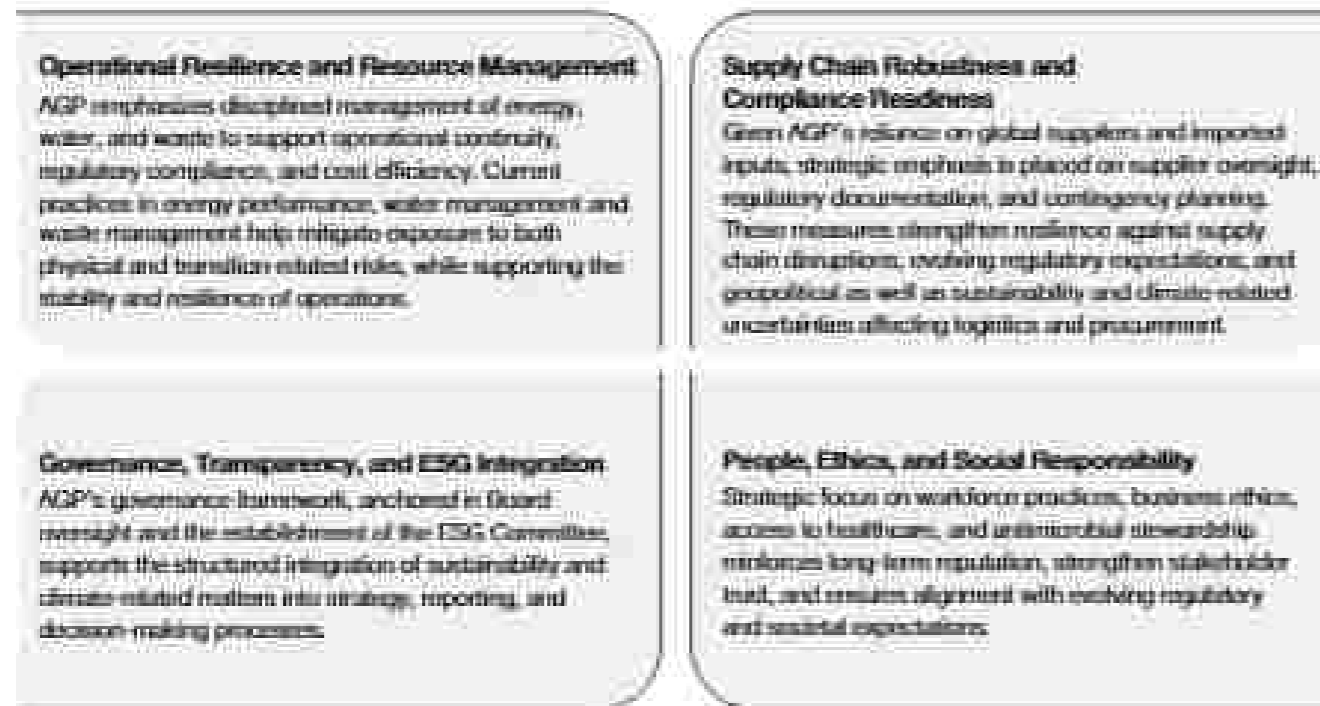 Operational Resilience and Resource Management
AGP emphasizes disciplined management of energy,
water, and waste to support operational continuity,
regulatory compliance, and cost efficiency. Current
practices in energy performance, water management and
waste management help mitigate exposure to both
physical and transition-related risks, while supporting the
stability and resilience of operations.
Supply Chain Robustness and
Compliance Readiness
Given AGP's reliance on global suppliers and imported
inputs, strategic emphasis is placed on supplier oversight,
regulatory documentation, and contingency planning.
These measures strengthen resilience against supply
chain disruptions, evolving regulatory expectations, and
geopolitical as well as sustainability and climate-related
uncertainties affecting logistics and procurement.
Governance, Transparency, and ESG Integration
AGP's governance framework, anchored in Board
oversight and the establishment of the ESG Committee,
supports the structured integration of sustainability and
climate-related matters into strategy, reporting, and
decision-making processes.
People, Ethics, and Social Responsibility
Strategic focus on workforce practices, business ethics,
access to healthcare, and antimicrobial stewardship
reinforces long-term reputation, strengthen stakeholder
trust, and ensures alignment with evolving regulatory
and societal expectations.